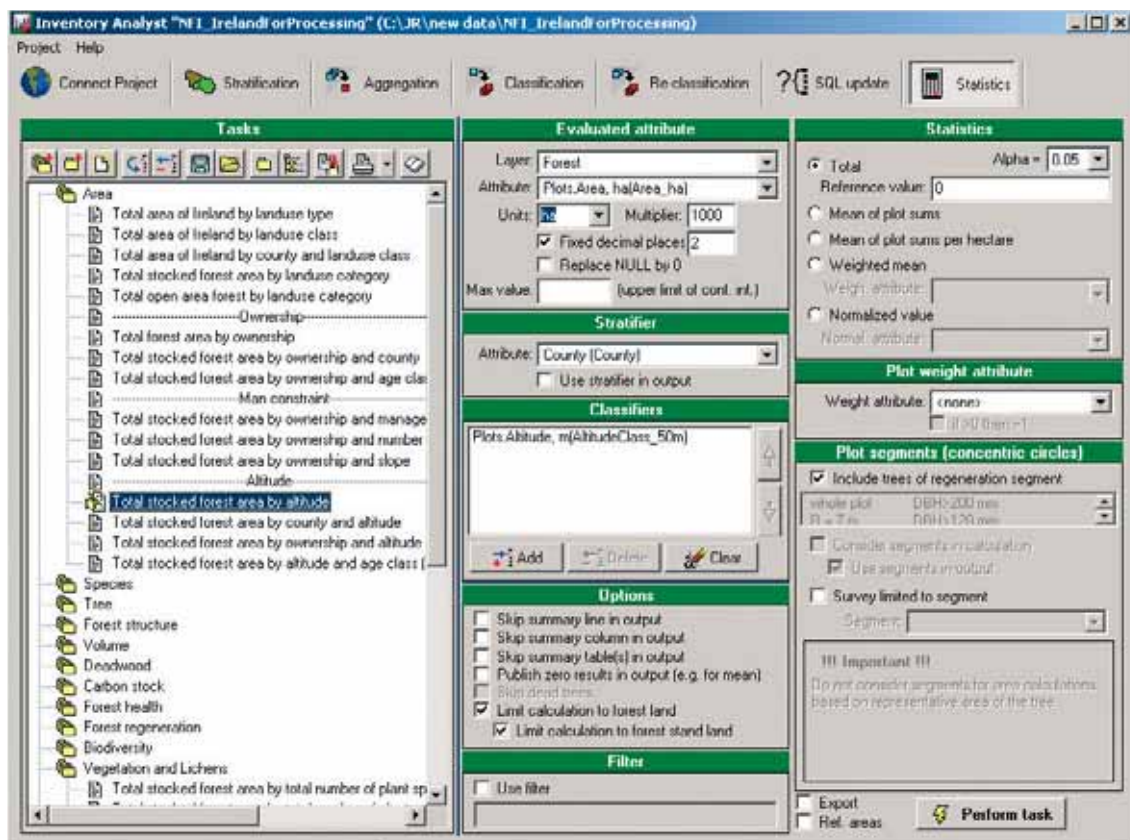 Inventory Analyst "NFI_IrelandForProcessing" (C:\JR\new data\NFI_IrelandForProcessing)
Project Help
Connect Project
Stratification
Aggregation
Classification
Re-classification
SQL update
Statistics
Tasks
Area
Total area of Ireland by landuse type
Total area of Ireland by landuse class
Total area of Ireland by county and landuse class
Total stocked forest area by landuse category
Total open area forest by landuse category
Ownership
Total forest area by ownership
Total stocked forest area by ownership and county
Total stocked forest area by ownership and age clas
Man constraint
Total stocked forest area by ownership and manage
Total stocked forest area by ownership and number
Total stocked forest area by ownership and slope
Altitude
Total stocked forest area by altitude
Total stocked forest area by county and altitude
Total stocked forest area by ownership and altitude
Total stocked forest area by altitude and age class (
Species
Tree
Forest structure
Volume
Deadwood
Carbon stock
Forest health
Forest regeneration
Biodiversity
Vegetation and Lichens
Total stocked forest area by total number of plant sp
Evaluated attribute
Layer: Forest
Attribute: Plots.Area, ha(Area_ha)
Units: ha Multiplier: 1000
Fixed decimal places 2
Replace NULL by 0
Max value: (upper limit of conf. int.)
Stratifier
Attribute: County (County)
Use stratifier in output
Classifiers
Plots.Altitude, m(AltitudeClass_50m)
Add Delete Clear
Options
Skip summary line in output
Skip summary column in output
Skip summary table(s) in output
Publish zero results in output (e.g. for mean)
Skip dead trees
Limit calculation to forest land
Limit calculation to forest stand land
Filter
Use filter
Statistics
Total Alpha = 0.05
Reference value: 0
Mean of plot sums
Mean of plot sums per hectare
Weighted mean
Weigh. attribute:
Normalized value
Normal. attribute:
Plot weight attribute
Weight attribute: <none>
if >0 then =1
Plot segments (concentric circles)
Include trees of regeneration segment
whole plot DBH>200 mm
R = 7 m DBH>120 mm
Consider segments in calculation
Use segments in output
Survey limited to segment
Segment:
!!! Important !!!
Do not consider segments for area calculations
based on representative area of the tree
Export
Rel. areas
Perform task